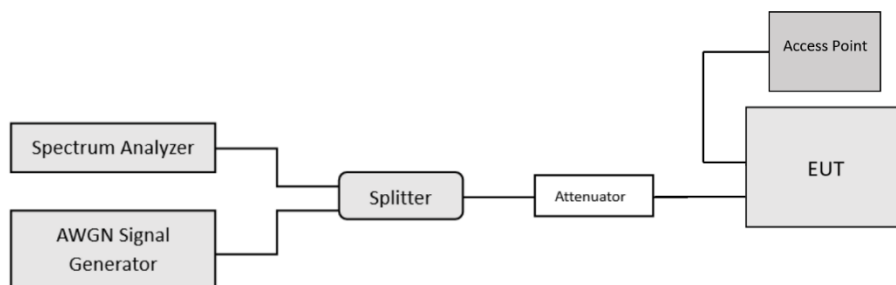 Access Point
Spectrum Analyzer
EUT
Splitter
Attenuator
AWGN Signal
Generator